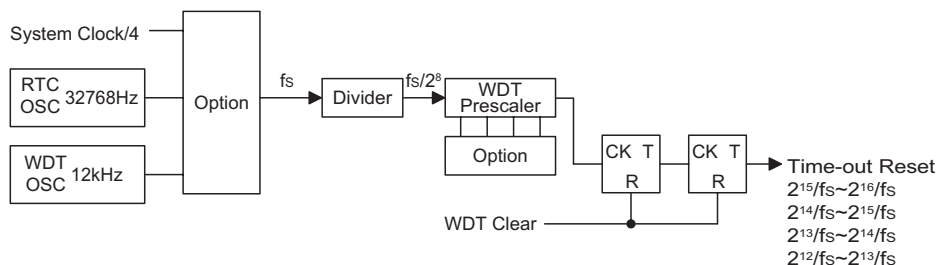 System Clock/4
RTC OSC 32768Hz
WDT OSC 12kHz
Option
fS
Divider
fS/2⁸
WDT Prescaler
Option
CK T
R
CK T
R
WDT Clear
Time-out Reset
2¹⁵/fS~2¹⁶/fS
2¹⁴/fS~2¹⁵/fS
2¹³/fS~2¹⁴/fS
2¹²/fS~2¹³/fS